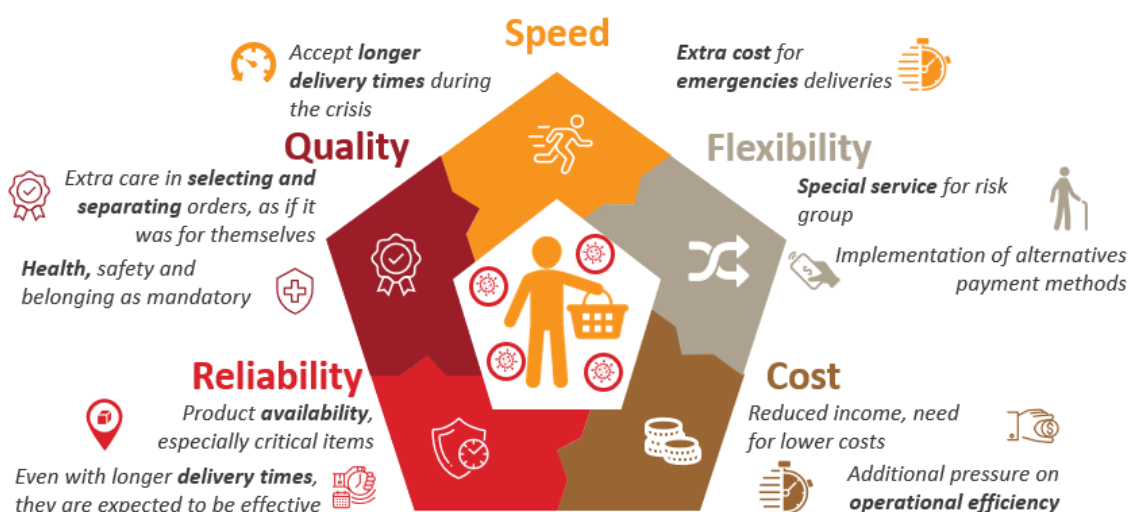 Speed
Accept longer
delivery times during
the crisis
Extra cost for
emergencies deliveries
Quality
Extra care in selecting and
separating orders, as if it
was for themselves
Health, safety and
belonging as mandatory
Flexibility
Special service for risk
group
Implementation of alternatives
payment methods
Reliability
Product availability,
especially critical items
Even with longer delivery times,
they are expected to be effective
Cost
Reduced income, need
for lower costs
Additional pressure on
operational efficiency